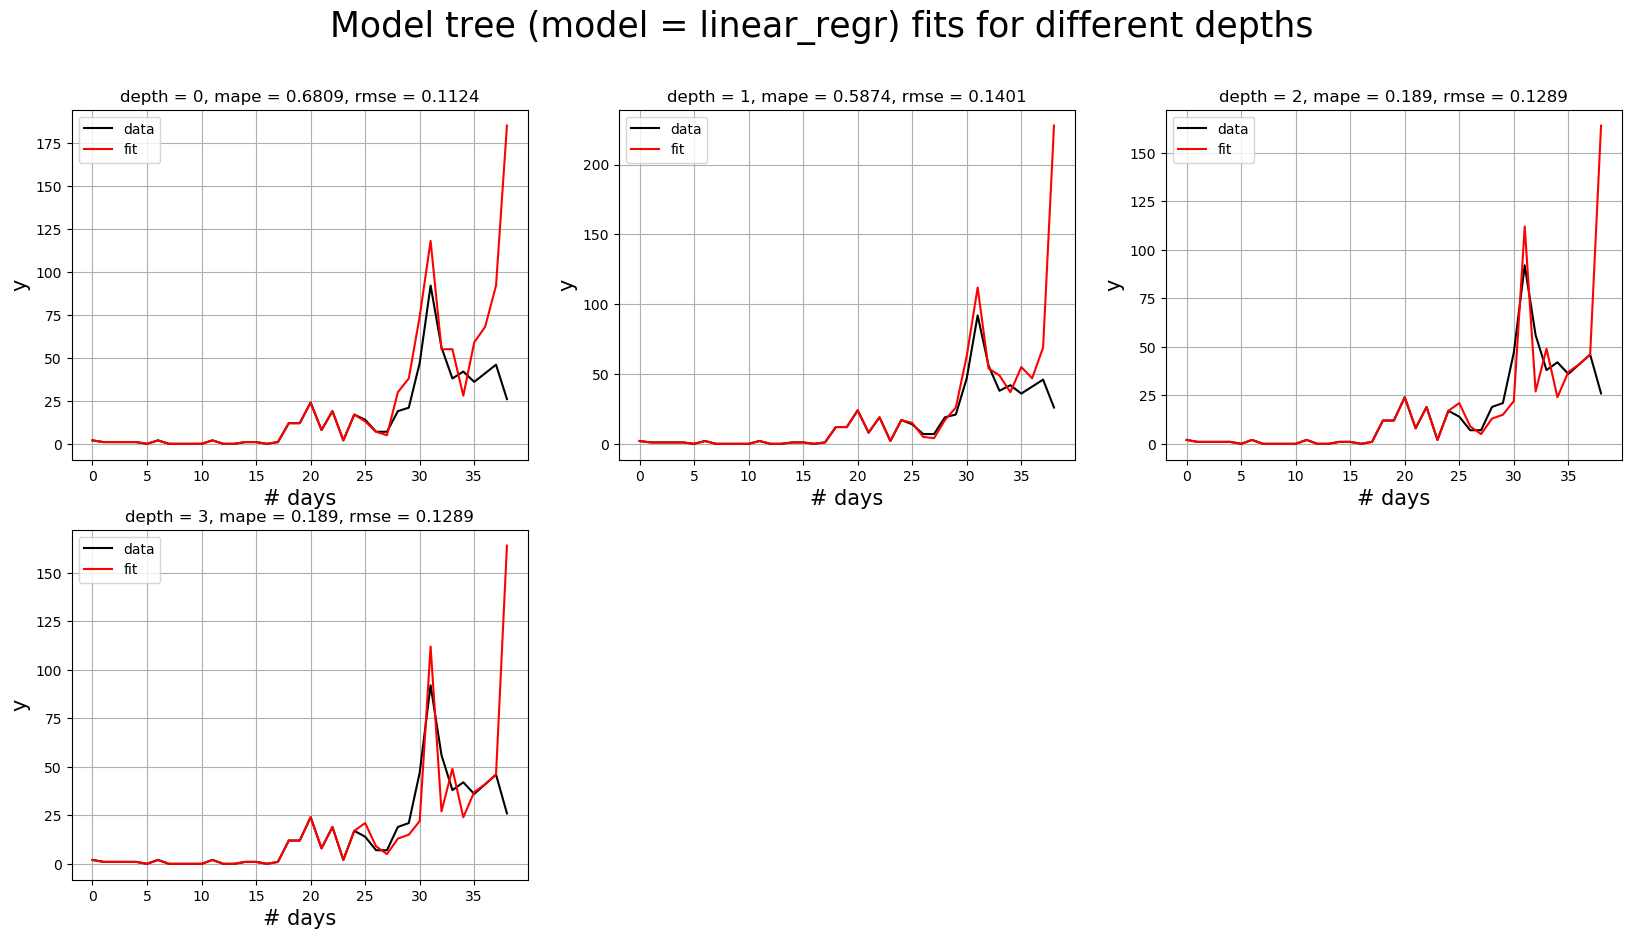 Model tree (model = linear_regr) fits for different depths
depth = 0, mape = 0.6809, rmse = 0.1124
data
fit
175
150
125
100
75
50
25
0
y
0 5 10 15 20 25 30 35
# days
depth = 1, mape = 0.5874, rmse = 0.1401
data
fit
200
150
100
50
0
y
0 5 10 15 20 25 30 35
# days
depth = 2, mape = 0.189, rmse = 0.1289
data
fit
150
125
100
75
50
25
0
y
0 5 10 15 20 25 30 35
# days
depth = 3, mape = 0.189, rmse = 0.1289
data
fit
150
125
100
75
50
25
0
y
0 5 10 15 20 25 30 35
# days